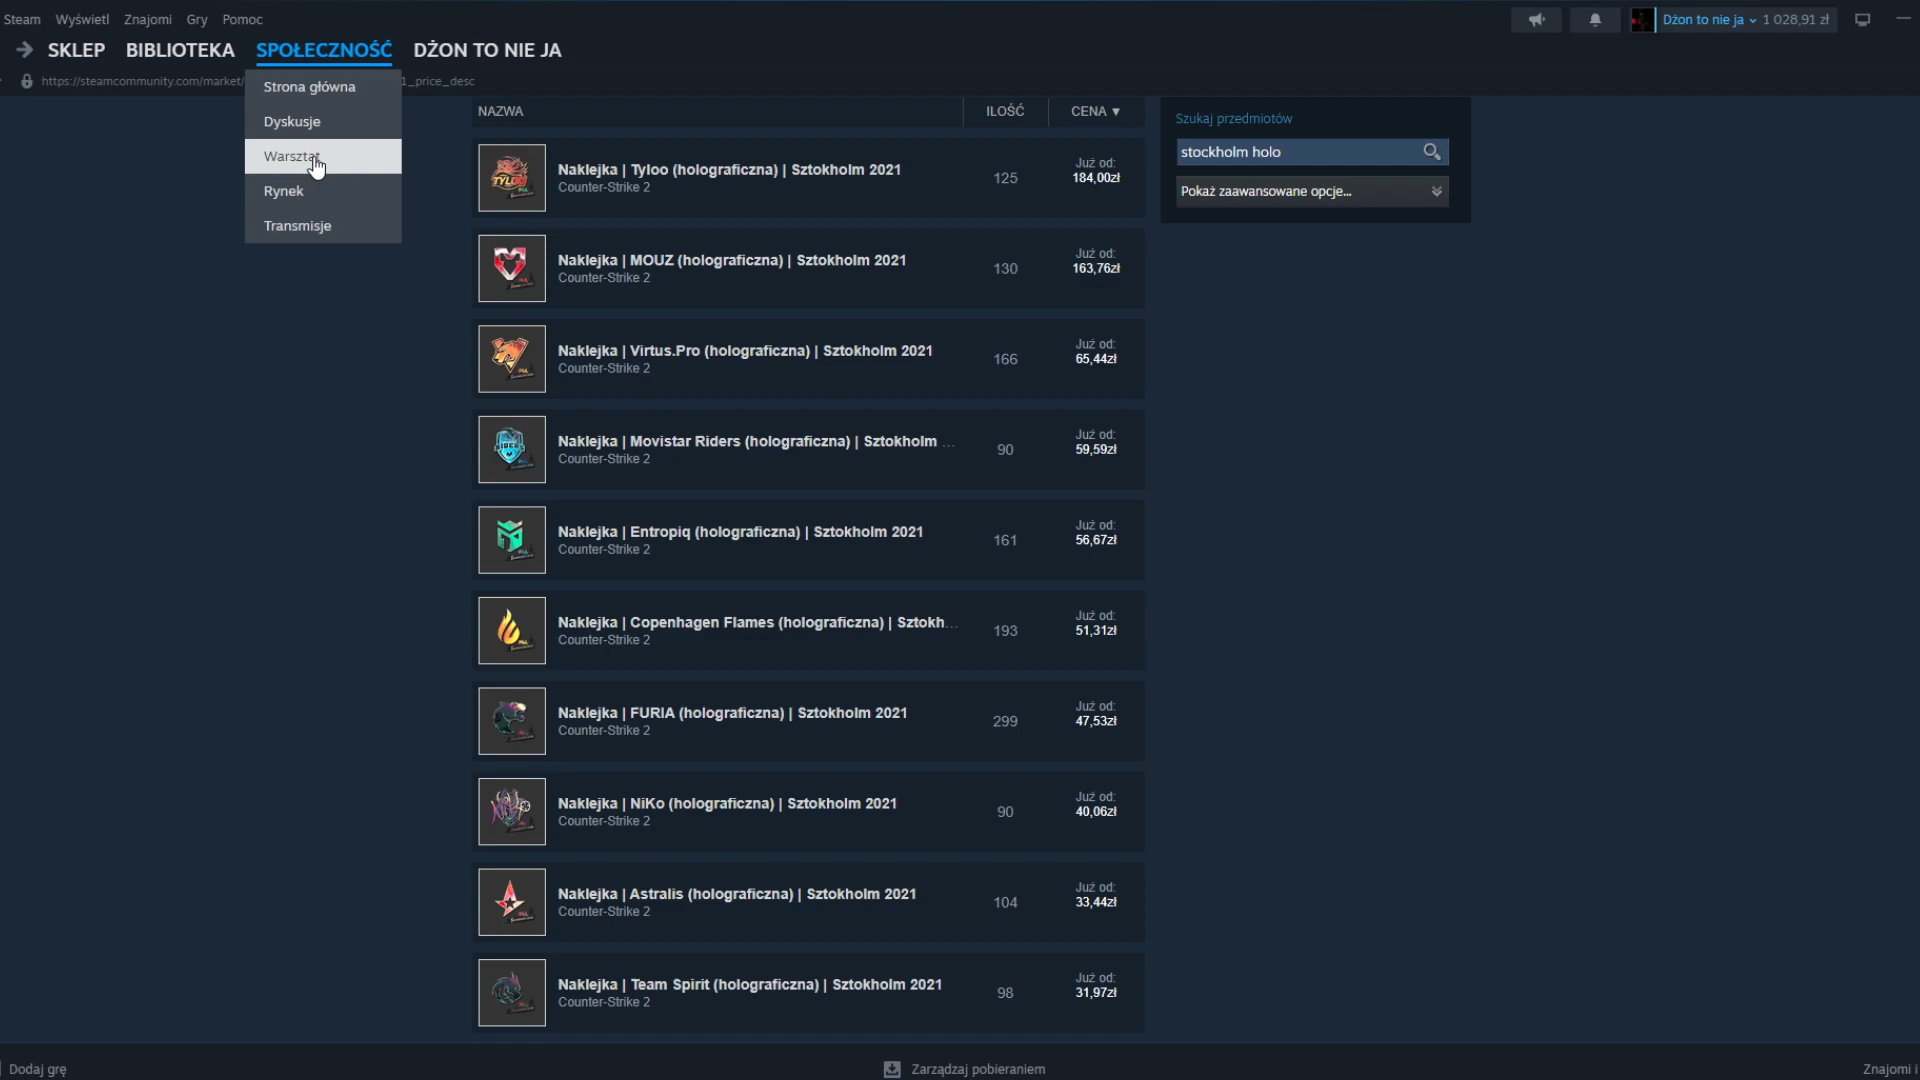 Steam Wyświetl Znajomi Gry Pomoc
Dżon to nie ja 1 028,91 zł
SKLEP BIBLIOTEKA SPOŁECZNOŚĆ DŻON TO NIE JA
https://steamcommunity.com/market/ 1_price_desc
Strona główna
Dyskusje
Warsztat
Rynek
Transmisje
NAZWA ILOŚĆ CENA ▼
Naklejka | Tyloo (holograficzna) | Sztokholm 2021
Counter-Strike 2
125
Już od:
184,00zł
Naklejka | MOUZ (holograficzna) | Sztokholm 2021
Counter-Strike 2
130
Już od:
163,76zł
Naklejka | Virtus.Pro (holograficzna) | Sztokholm 2021
Counter-Strike 2
166
Już od:
65,44zł
Naklejka | Movistar Riders (holograficzna) | Sztokholm ...
Counter-Strike 2
90
Już od:
59,59zł
Naklejka | Entropiq (holograficzna) | Sztokholm 2021
Counter-Strike 2
161
Już od:
56,67zł
Naklejka | Copenhagen Flames (holograficzna) | Sztokh...
Counter-Strike 2
193
Już od:
51,31zł
Naklejka | FURIA (holograficzna) | Sztokholm 2021
Counter-Strike 2
299
Już od:
47,53zł
Naklejka | NiKo (holograficzna) | Sztokholm 2021
Counter-Strike 2
90
Już od:
40,06zł
Naklejka | Astralis (holograficzna) | Sztokholm 2021
Counter-Strike 2
104
Już od:
33,44zł
Naklejka | Team Spirit (holograficzna) | Sztokholm 2021
Counter-Strike 2
98
Już od:
31,97zł
Szukaj przedmiotów
stockholm holo
Pokaż zaawansowane opcje...
Dodaj grę
Zarządzaj pobieraniem
Znajomi i